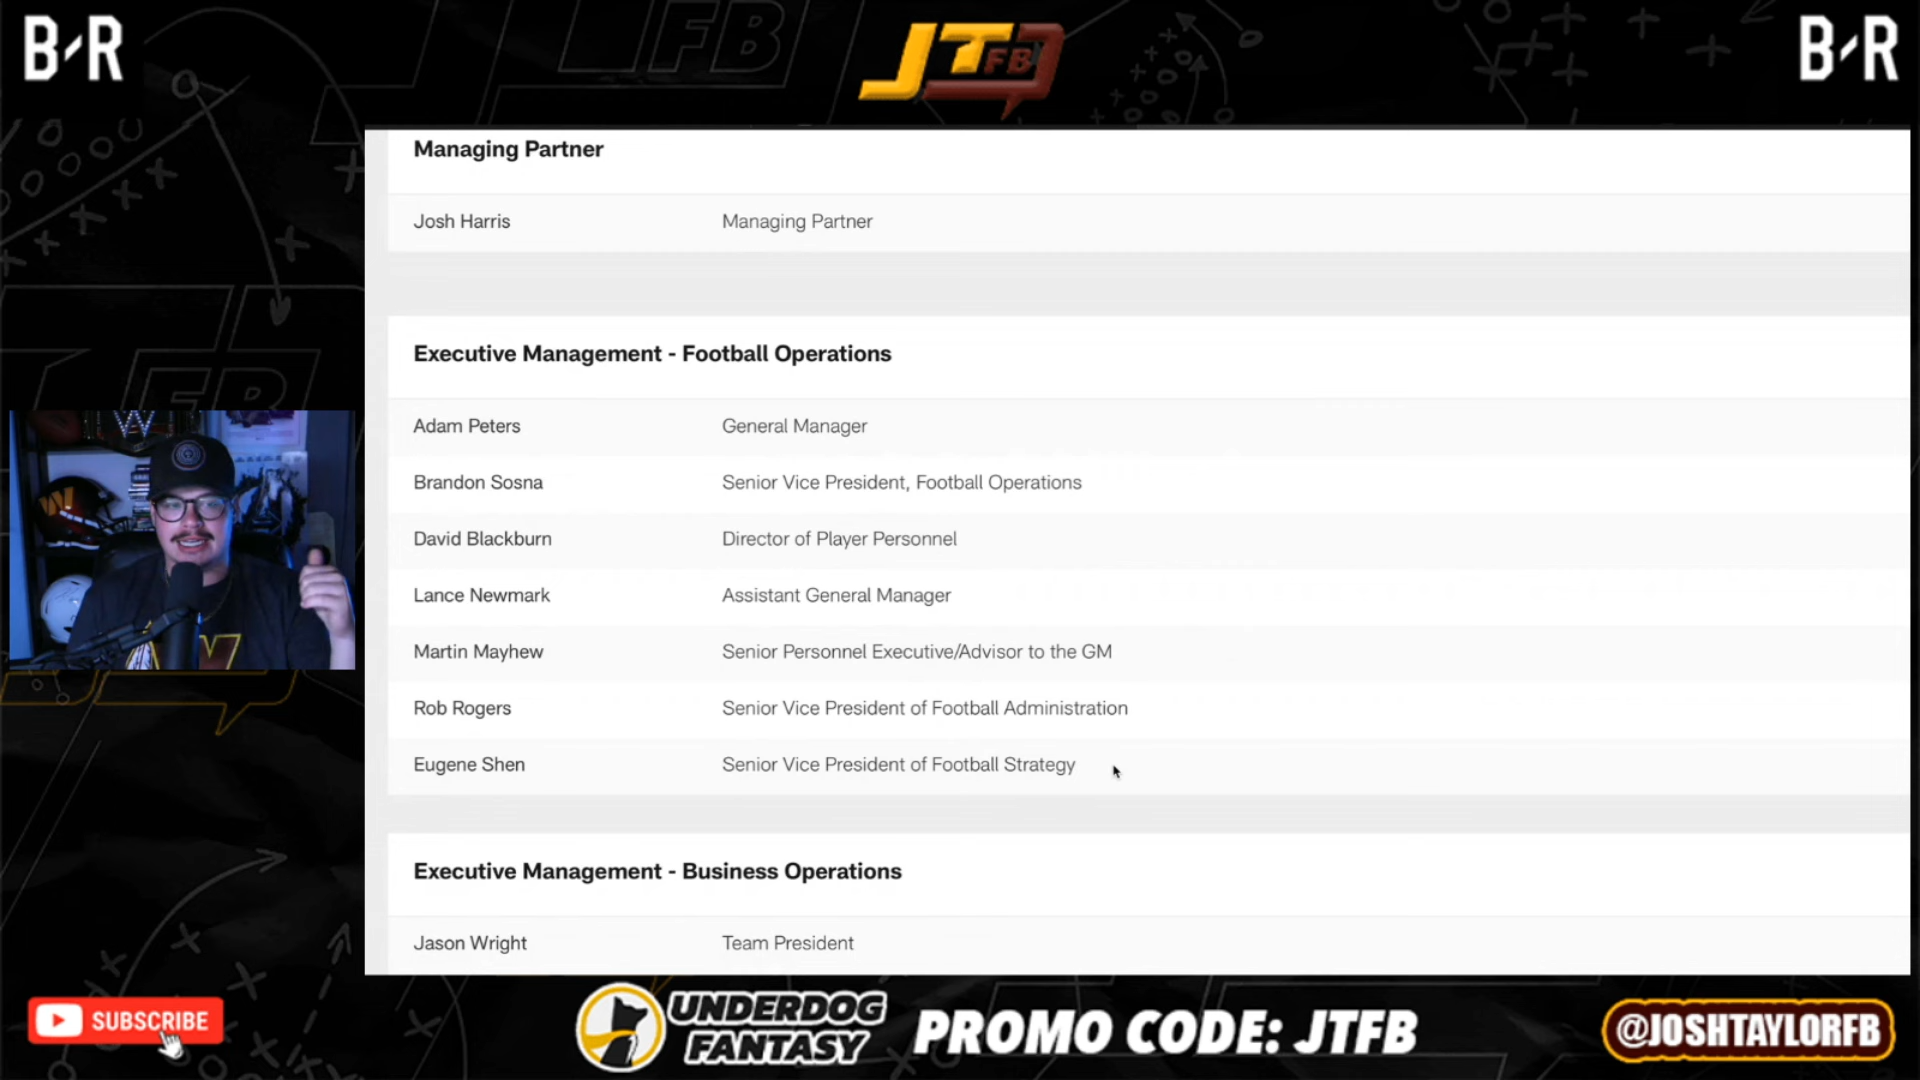 B/R
JTFB
B/R
Managing Partner
Josh Harris Managing Partner
Executive Management - Football Operations
Adam Peters General Manager
Brandon Sosna Senior Vice President, Football Operations
David Blackburn Director of Player Personnel
Lance Newmark Assistant General Manager
Martin Mayhew Senior Personnel Executive/Advisor to the GM
Rob Rogers Senior Vice President of Football Administration
Eugene Shen Senior Vice President of Football Strategy
Executive Management - Business Operations
Jason Wright Team President
SUBSCRIBE
UNDERDOG
FANTASY
PROMO CODE: JTFB
@JOSHTAYLORFB